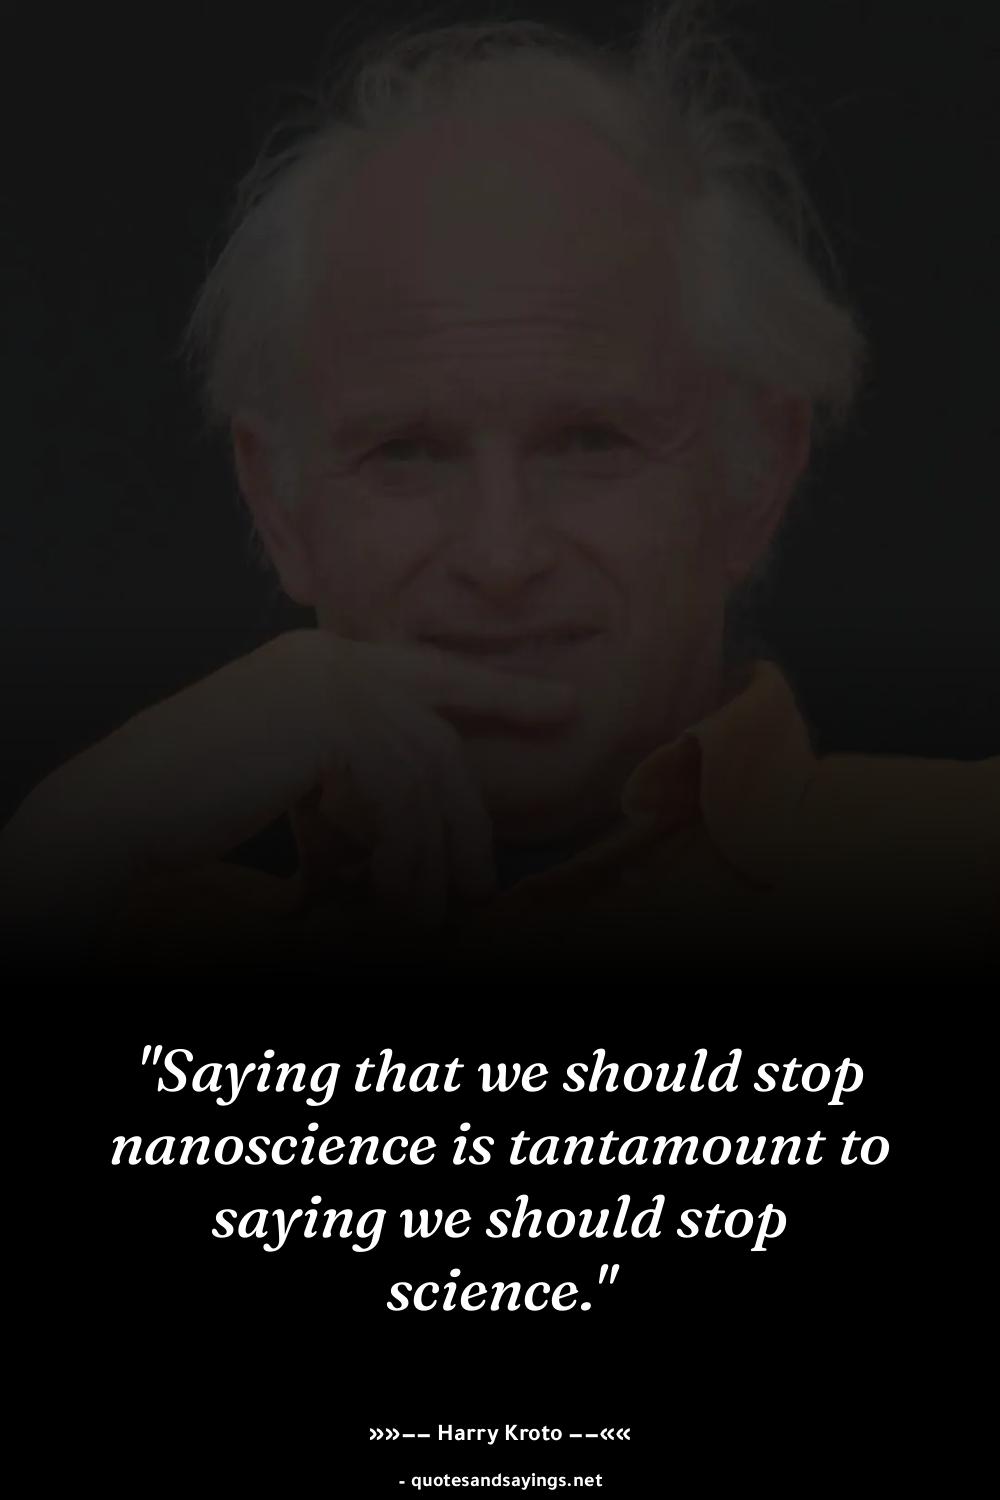 "Saying that we should stop
nanoscience is tantamount to
saying we should stop
science."
»»–– Harry Kroto ––««
- quotesandsayings.net